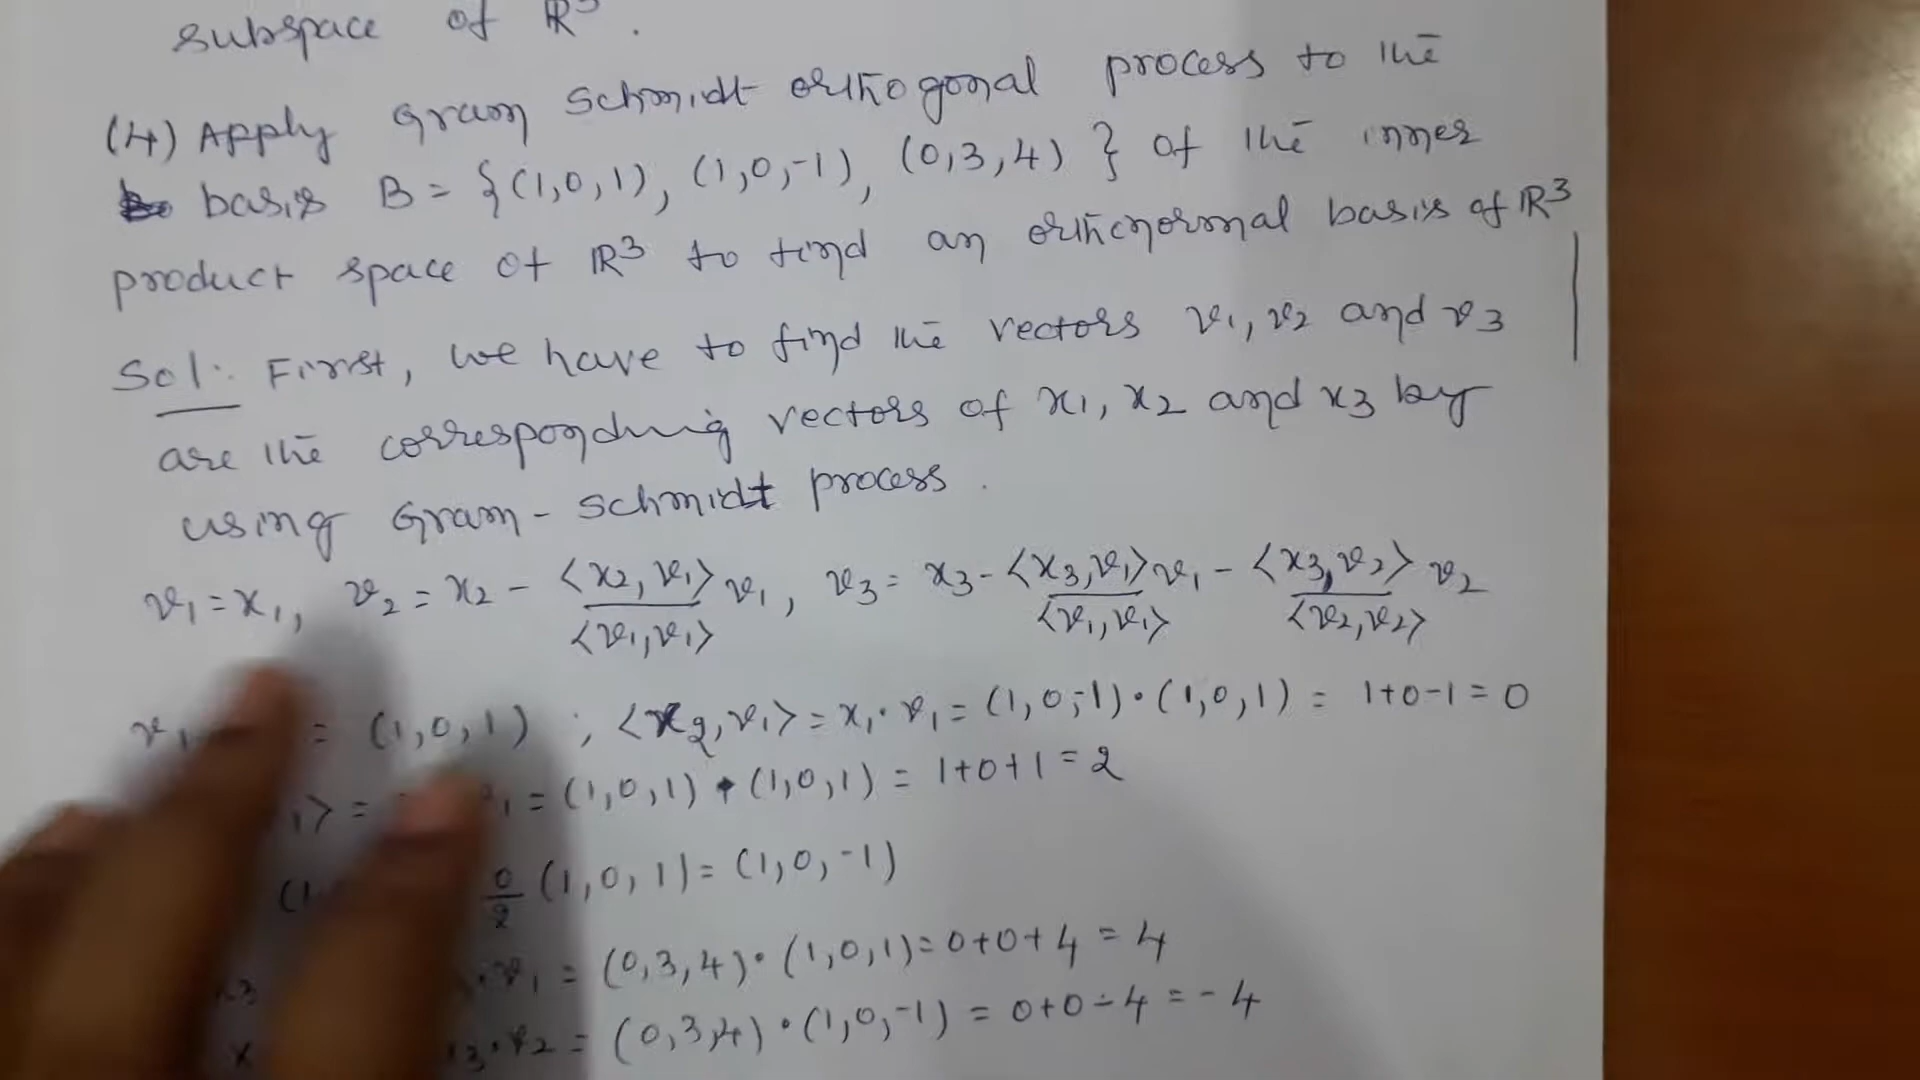 subspace of ℝ³.
(4) Apply Gram Schmidt orthogonal process to the
basis B = {(1,0,1), (1,0,-1), (0,3,4)} of the inner
product space of ℝ³ to find an orthonormal basis of ℝ³
Sol: First, we have to find the vectors v₁, v₂ and v₃
are the corresponding vectors of x₁, x₂ and x₃ by
using Gram-Schmidt process.
v₁ = x₁, v₂ = x₂ - <x₂,v₁>/<v₁,v₁> v₁, v₃ = x₃ - <x₃,v₁>/<v₁,v₁> v₁ - <x₃,v₂>/<v₂,v₂> v₂
v₁ = (1,0,1) ; <x₂,v₁> = x₁·v₁ = (1,0,-1)·(1,0,1) = 1+0-1 = 0
₁> = v₁ = (1,0,1)·(1,0,1) = 1+0+1 = 2
(1, 0/2 (1,0,1) = (1,0,-1)
·v₁ = (0,3,4)·(1,0,1) = 0+0+4 = 4
x₃·v₂ = (0,3,4)·(1,0,-1) = 0+0-4 = -4